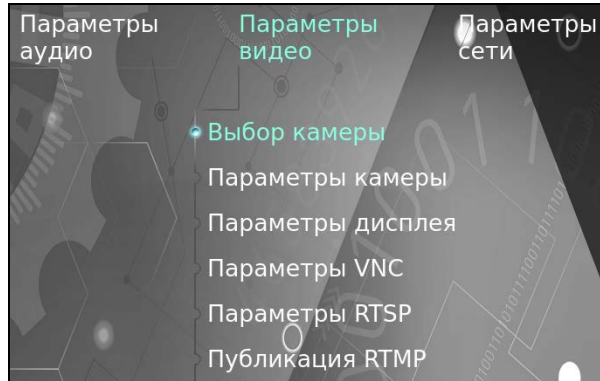 Параметры
аудио
Параметры
видео
Параметры
сети
Выбор камеры
Параметры камеры
Параметры дисплея
Параметры VNC
Параметры RTSP
Публикация RTMP